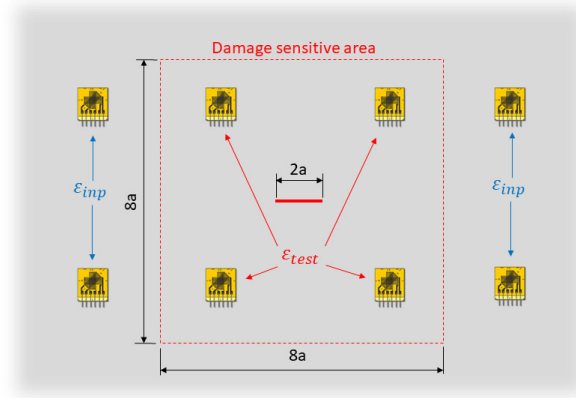 Damage sensitive area
2a
ε_inp
8a
ε_inp
ε_test
8a